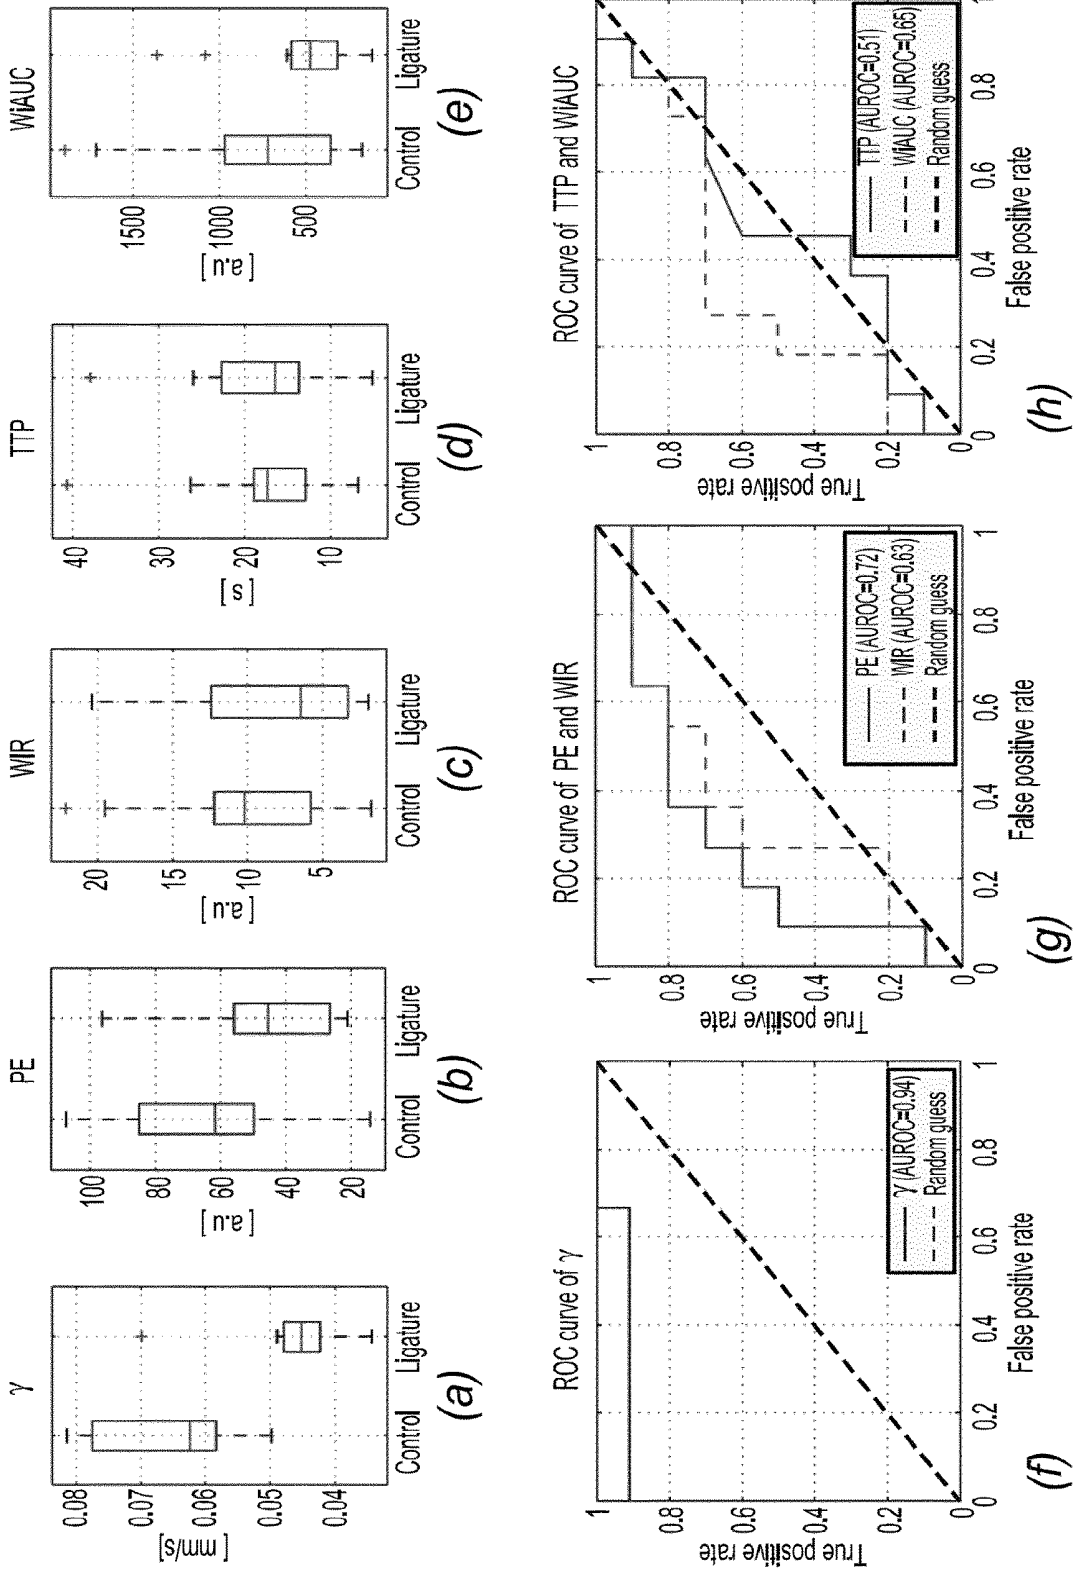 γ
[ mm/s]
0.08
0.07
0.06
0.05
0.04
Control
Ligature
(a)
PE
[ a.u ]
100
80
60
40
20
Control
Ligature
(b)
WIR
[ a.u ]
20
15
10
5
Control
Ligature
(c)
TTP
[ s ]
40
30
20
10
Control
Ligature
(d)
WiAUC
[ a.u ]
1500
1000
500
Control
Ligature
(e)
ROC curve of γ
True positive rate
1
0.8
0.6
0.4
0.2
0
0
0.2
0.4
0.6
0.8
1
γ (AUROC=0.94)
Random guess
False positive rate
(f)
ROC curve of PE and WIR
True positive rate
1
0.8
0.6
0.4
0.2
0
0
0.2
0.4
0.6
0.8
1
PE (AUROC=0.72)
WIR (AUROC=0.63)
Random guess
False positive rate
(g)
ROC curve of TTP and WiAUC
True positive rate
1
0.8
0.6
0.4
0.2
0
0
0.2
0.4
0.6
0.8
1
TTP (AUROC=0.51)
WiAUC (AUROC=0.65)
Random guess
False positive rate
(h)